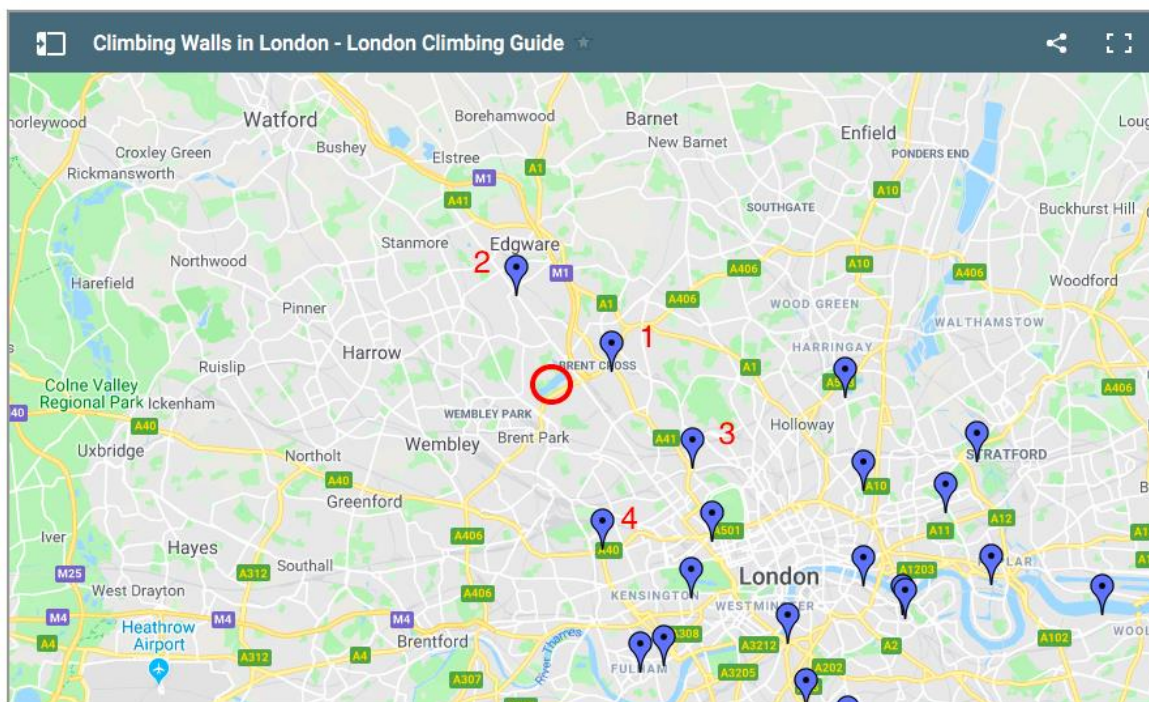 Climbing Walls in London - London Climbing Guide
Watford
Borehamwood
Barnet
New Barnet
Enfield
Croxley Green
Bushey
Elstree
A1
PONDERS END
Rickmansworth
M1
A41
A10
SOUTHGATE
Buckhurst Hill
Stanmore
Edgware
Northwood
2
M1
A406
A10
A406
Woodford
Harefield
Pinner
A1
A406
WOOD GREEN
WALTHAMSTOW
1
Harrow
HARRINGAY
Ruislip
BRENT CROSS
A1
A406
Colne Valley
Regional Park
Ickenham
WEMBLEY PARK
A40
Wembley
Brent Park
A41
3
Holloway
Uxbridge
Northolt
STRATFORD
A40
Greenford
A10
4
A501
A11
A12
Iver
Hayes
A406
A40
M25
A312
Southall
London
A1203
West Drayton
A406
KENSINGTON
WESTMINSTER
M4
M4
M4
Heathrow
Airport
Brentford
A308
A3212
A2
A102
A4
A312
A4
River Thames
FULHAM
A3205
A202
A307